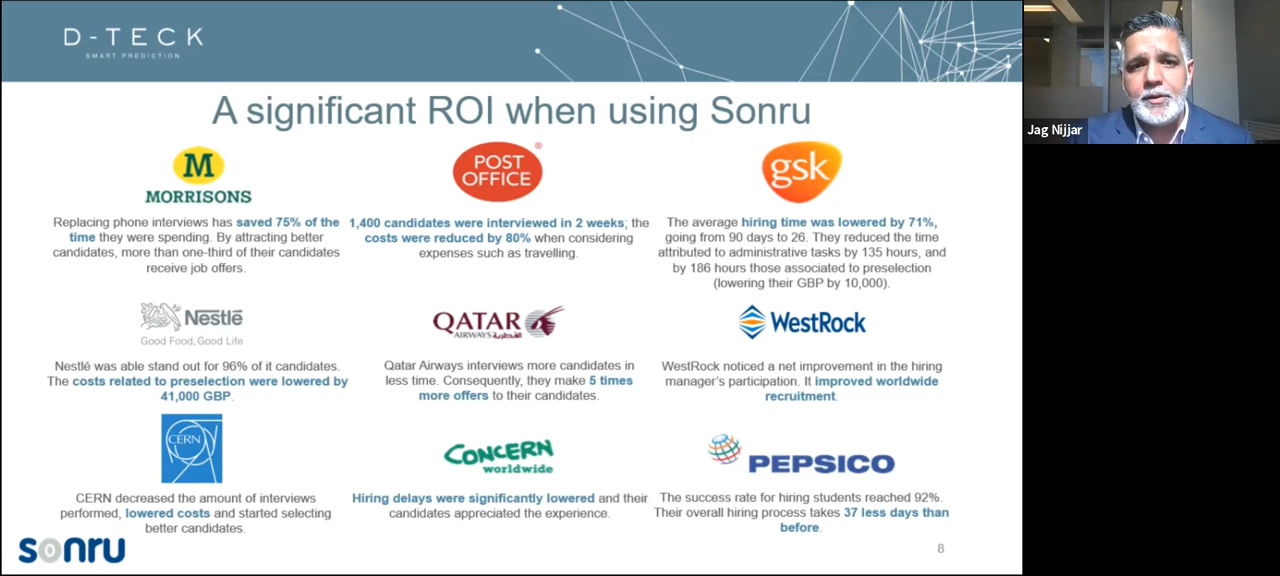 D-TECK
SMART PREDICTION
A significant ROI when using Sonru
M
MORRISONS
Replacing phone interviews has saved 75% of the
time they were spending. By attracting better
candidates, more than one-third of their candidates
receive job offers.
POST
OFFICE
®
1,400 candidates were interviewed in 2 weeks; the
costs were reduced by 80% when considering
expenses such as travelling.
gsk
The average hiring time was lowered by 71%,
going from 90 days to 26. They reduced the time
attributed to administrative tasks by 135 hours, and
by 186 hours those associated to preselection
(lowering their GBP by 10,000).
Nestlé
Good Food, Good Life
Nestlé was able stand out for 96% of it candidates.
The costs related to preselection were lowered by
41,000 GBP.
QATAR
AIRWAYS القطرية
Qatar Airways interviews more candidates in
less time. Consequently, they make 5 times
more offers to their candidates.
WestRock
WestRock noticed a net improvement in the hiring
manager's participation. It improved worldwide
recruitment.
CERN
CERN decreased the amount of interviews
performed, lowered costs and started selecting
better candidates.
CONCERN
worldwide
Hiring delays were significantly lowered and their
candidates appreciated the experience.
PEPSICO
The success rate for hiring students reached 92%.
Their overall hiring process takes 37 less days than
before.
sonru
8
Jag Nijjar